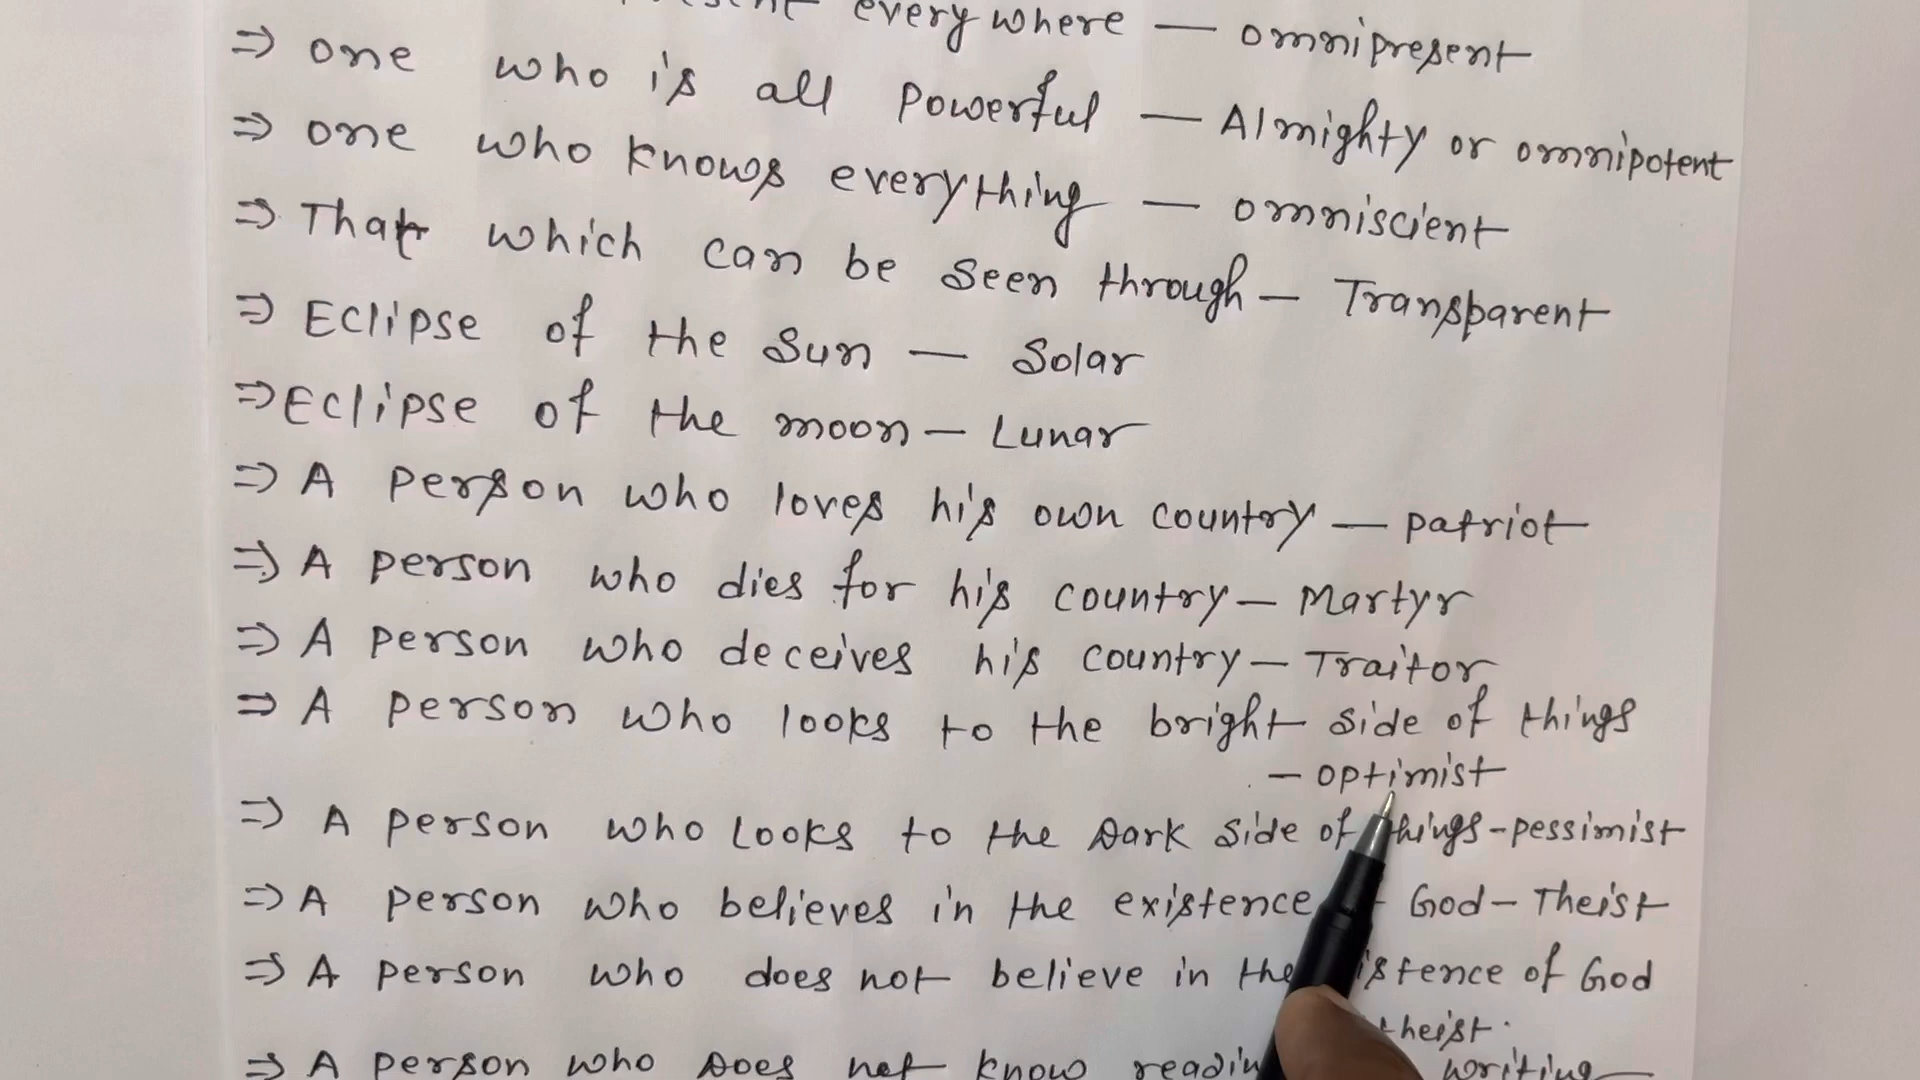 every where — omnipresent
⇒ one who is all powerful — Almighty or omnipotent
⇒ one who knows everything — omniscient
⇒ That which can be seen through — Transparent
⇒ Eclipse of the Sun — Solar
⇒ Eclipse of the moon — Lunar
⇒ A person who loves his own country — patriot
⇒ A person who dies for his country — Martyr
⇒ A person who deceives his country — Traitor
⇒ A person who looks to the bright side of things
— optimist
⇒ A person who Looks to the Dark side of things - pessimist
⇒ A person who believes in the existence God - Theist
⇒ A person who does not believe in the of God
⇒ A person who Does not know writing —